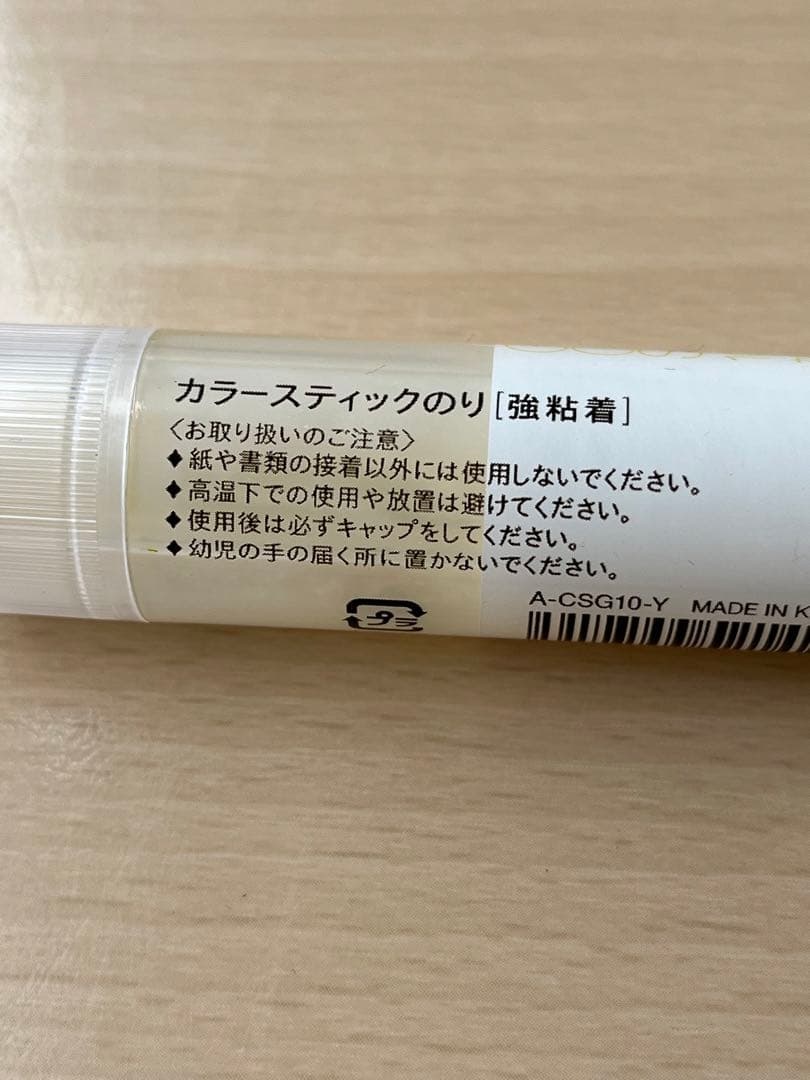 カラースティックのり[強粘着]
〈お取り扱いのご注意〉
◆紙や書類の接着以外には使用しないでください。
◆高温下での使用や放置は避けてください。
◆使用後は必ずキャップをしてください。
◆幼児の手の届く所に置かないでください。
A-CSG10-Y MADE IN
プラ